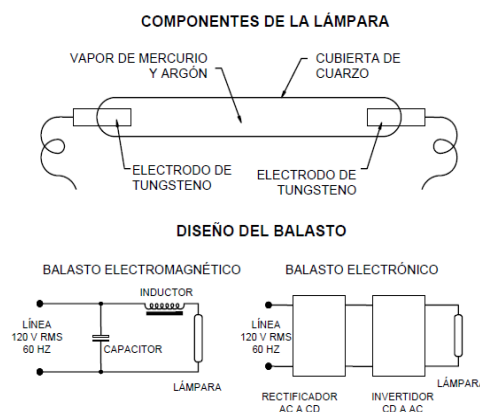 COMPONENTES DE LA LÁMPARA
VAPOR DE MERCURIO
Y ARGÓN
CUBIERTA DE
CUARZO
ELECTRODO DE
TUNGSTENO
ELECTRODO DE
TUNGSTENO
DISEÑO DEL BALASTO
BALASTO ELECTROMAGNÉTICO
INDUCTOR
LÍNEA
120 V RMS
60 HZ
CAPACITOR
LÁMPARA
BALASTO ELECTRÓNICO
LÍNEA
120 V RMS
60 HZ
LÁMPARA
RECTIFICADOR
AC A CD
INVERTIDOR
CD A AC